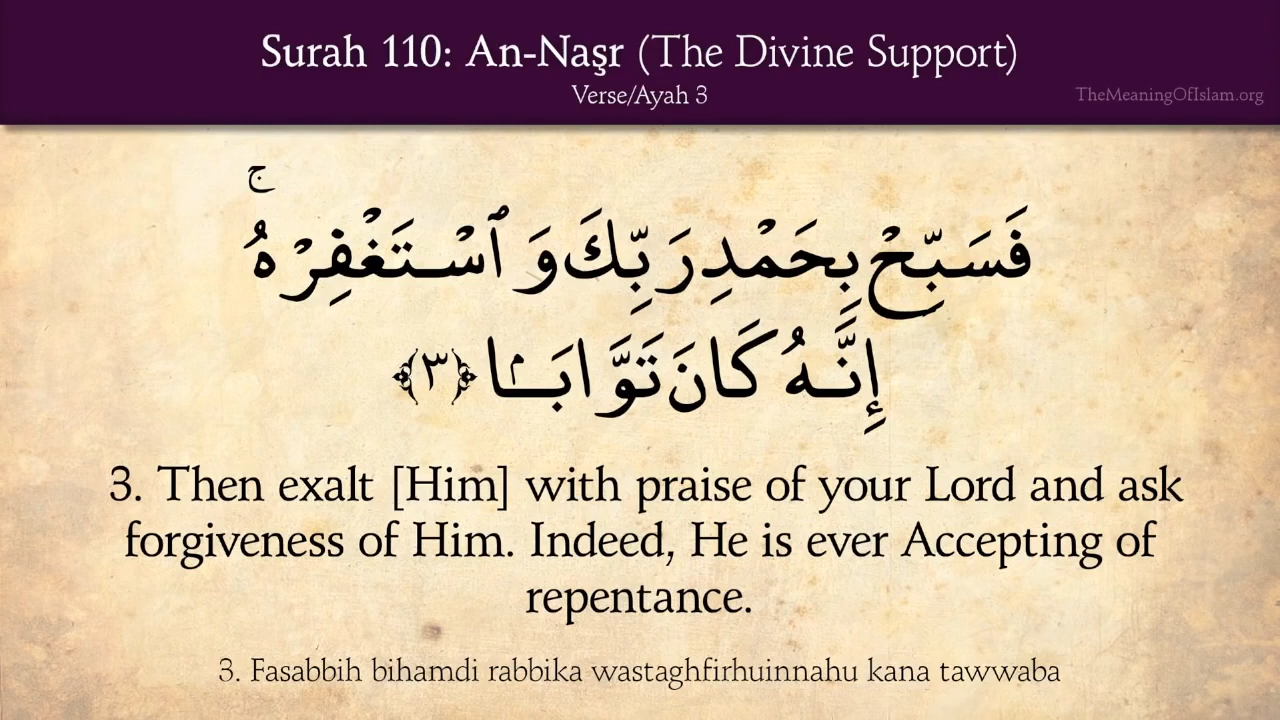 Surah 110: An-Naşr (The Divine Support)
Verse/Ayah 3
TheMeaningOfIslam.org
فَسَبِّحْ بِحَمْدِ رَبِّكَ وَٱسْتَغْفِرْهُ ۚ
إِنَّهُۥ كَانَ تَوَّابًۢا ﴿٣﴾
3. Then exalt [Him] with praise of your Lord and ask
forgiveness of Him. Indeed, He is ever Accepting of
repentance.
3. Fasabbih bihamdi rabbika wastaghfirhuinnahu kana tawwaba